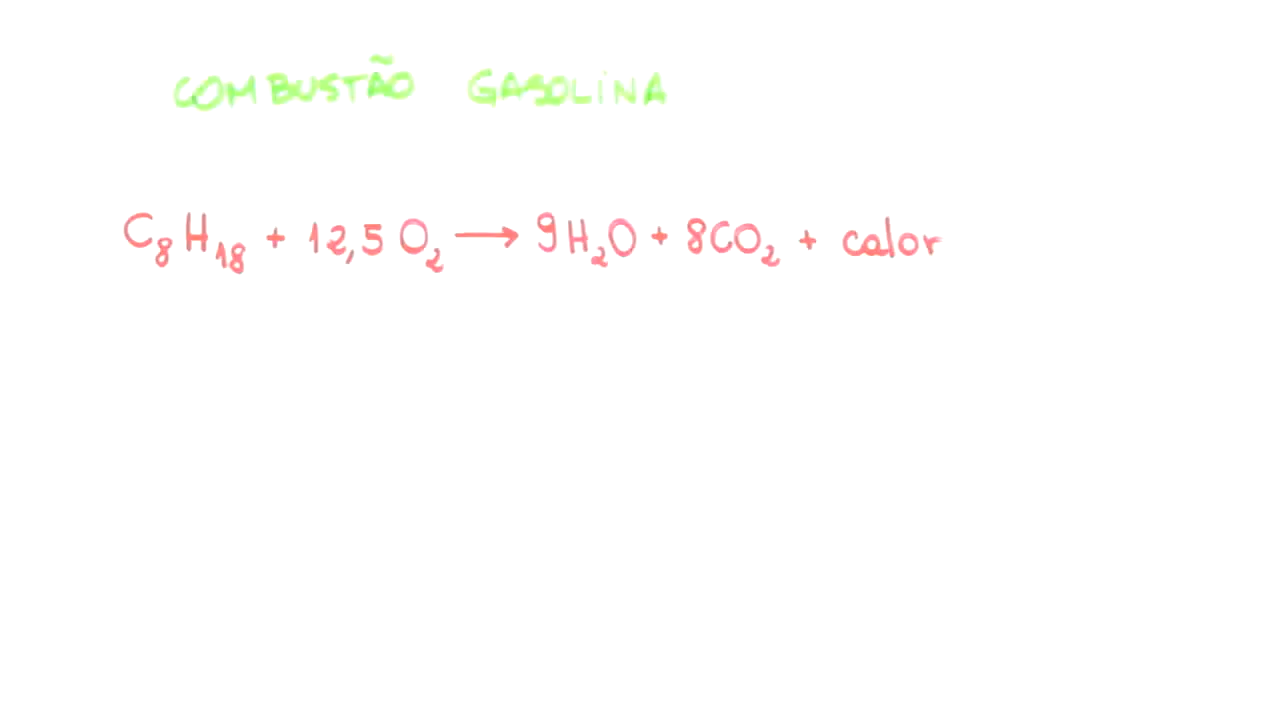 COMBUSTÃO GASOLINA
C₈H₁₈ + 12,5 O₂ → 9H₂O + 8CO₂ + calor